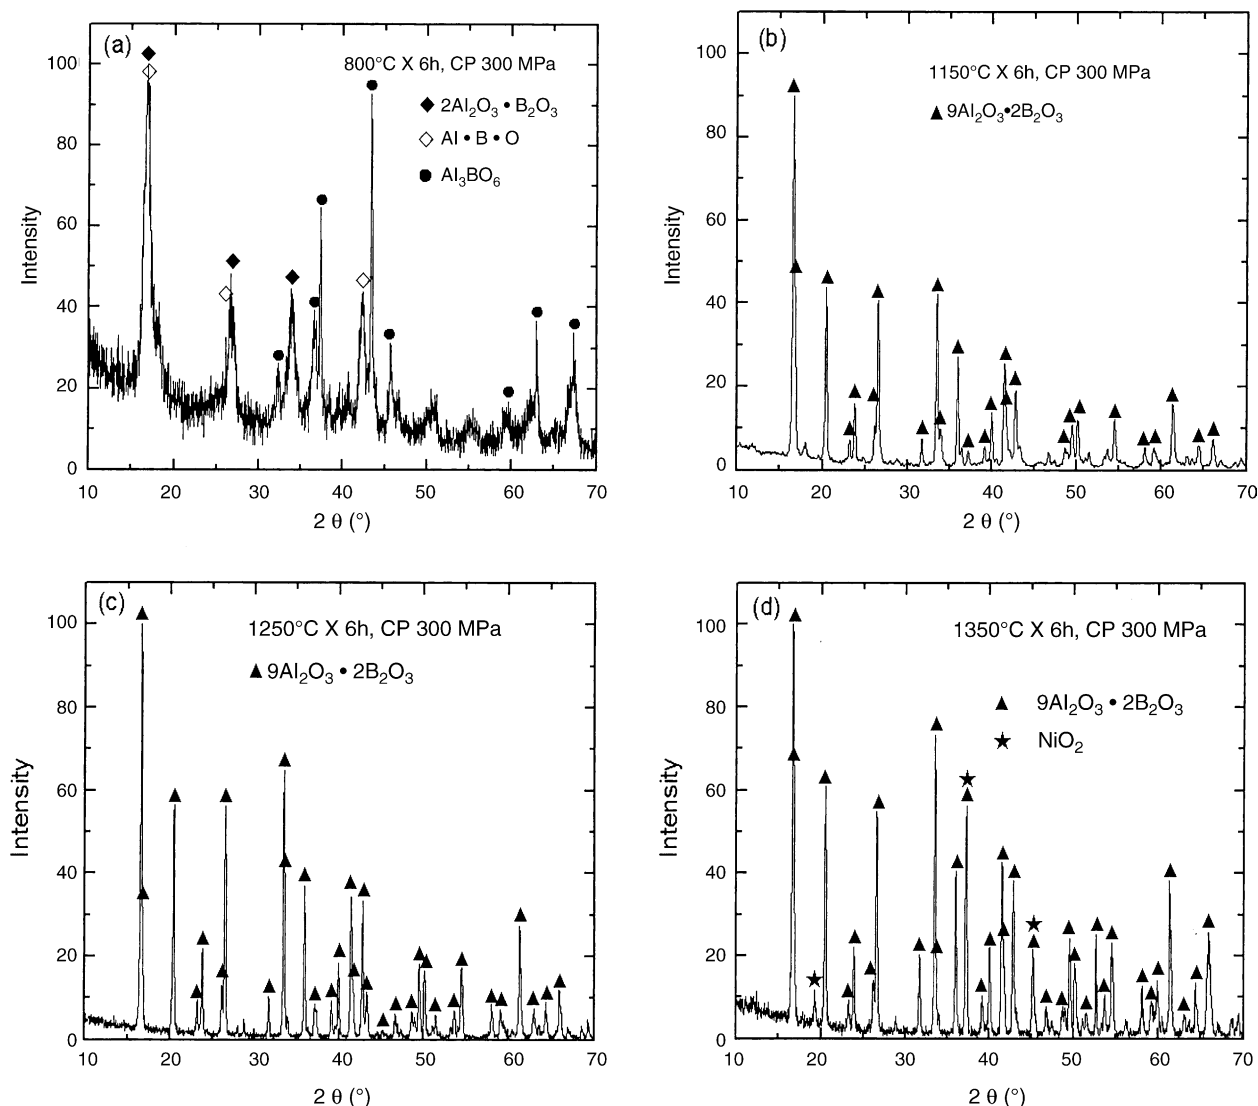 (a)
800°C X 6h, CP 300 MPa
2Al₂O₃ • B₂O₃
Al • B • O
Al₃BO₆
Intensity
100
80
60
40
20
0
10 20 30 40 50 60 70
2 θ (°)
(b)
1150°C X 6h, CP 300 MPa
9Al₂O₃•2B₂O₃
Intensity
100
80
60
40
20
0
10 20 30 40 50 60 70
2 θ (°)
(c)
1250°C X 6h, CP 300 MPa
9Al₂O₃ • 2B₂O₃
Intensity
100
80
60
40
20
0
10 20 30 40 50 60 70
2 θ (°)
(d)
1350°C X 6h, CP 300 MPa
9Al₂O₃ • 2B₂O₃
NiO₂
Intensity
100
80
60
40
20
0
10 20 30 40 50 60 70
2 θ (°)